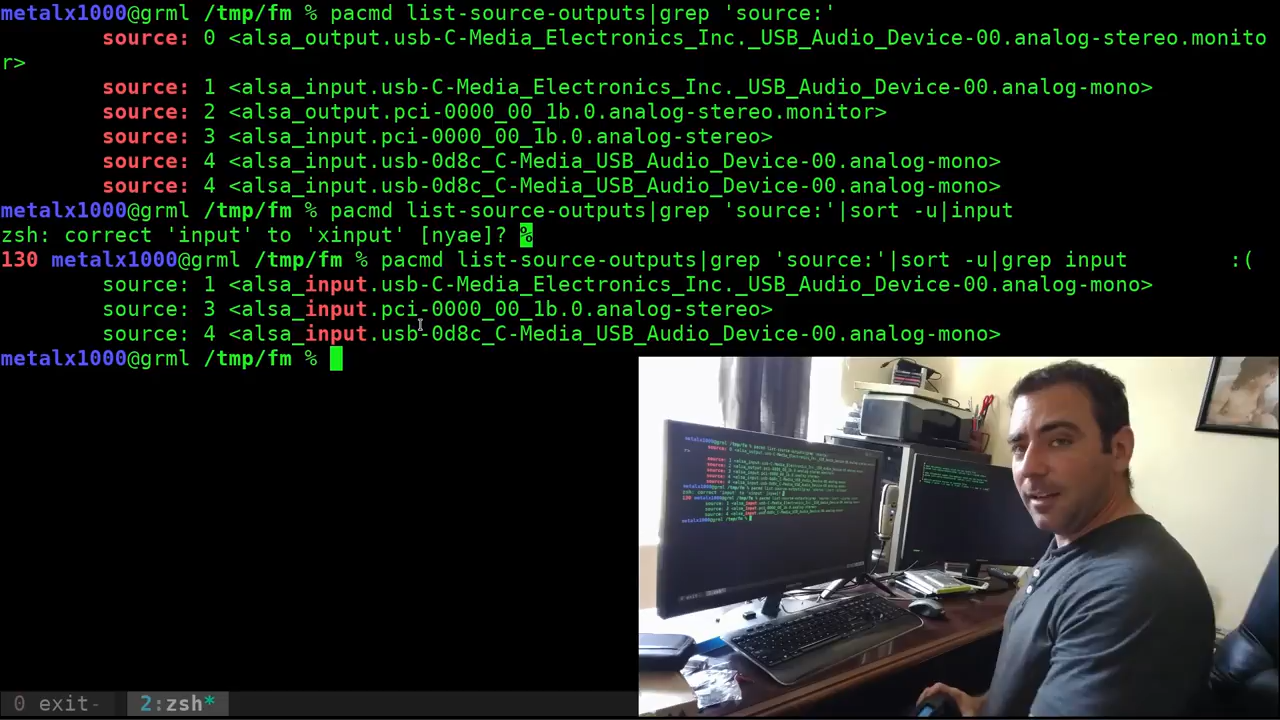 metalx1000@grml /tmp/fm % pacmd list-source-outputs|grep 'source:'
source: 0 <alsa_output.usb-C-Media_Electronics_Inc._USB_Audio_Device-00.analog-stereo.monito
r>
source: 1 <alsa_input.usb-C-Media_Electronics_Inc._USB_Audio_Device-00.analog-mono>
source: 2 <alsa_output.pci-0000_00_1b.0.analog-stereo.monitor>
source: 3 <alsa_input.pci-0000_00_1b.0.analog-stereo>
source: 4 <alsa_input.usb-0d8c_C-Media_USB_Audio_Device-00.analog-mono>
source: 4 <alsa_input.usb-0d8c_C-Media_USB_Audio_Device-00.analog-mono>
metalx1000@grml /tmp/fm % pacmd list-source-outputs|grep 'source:'|sort -u|input
zsh: correct 'input' to 'xinput' [nyae]? %
130 metalx1000@grml /tmp/fm % pacmd list-source-outputs|grep 'source:'|sort -u|grep input :(
source: 1 <alsa_input.usb-C-Media_Electronics_Inc._USB_Audio_Device-00.analog-mono>
source: 3 <alsa_input.pci-0000_00_1b.0.analog-stereo>
source: 4 <alsa_input.usb-0d8c_C-Media_USB_Audio_Device-00.analog-mono>
metalx1000@grml /tmp/fm %
0 exit- 2:zsh*